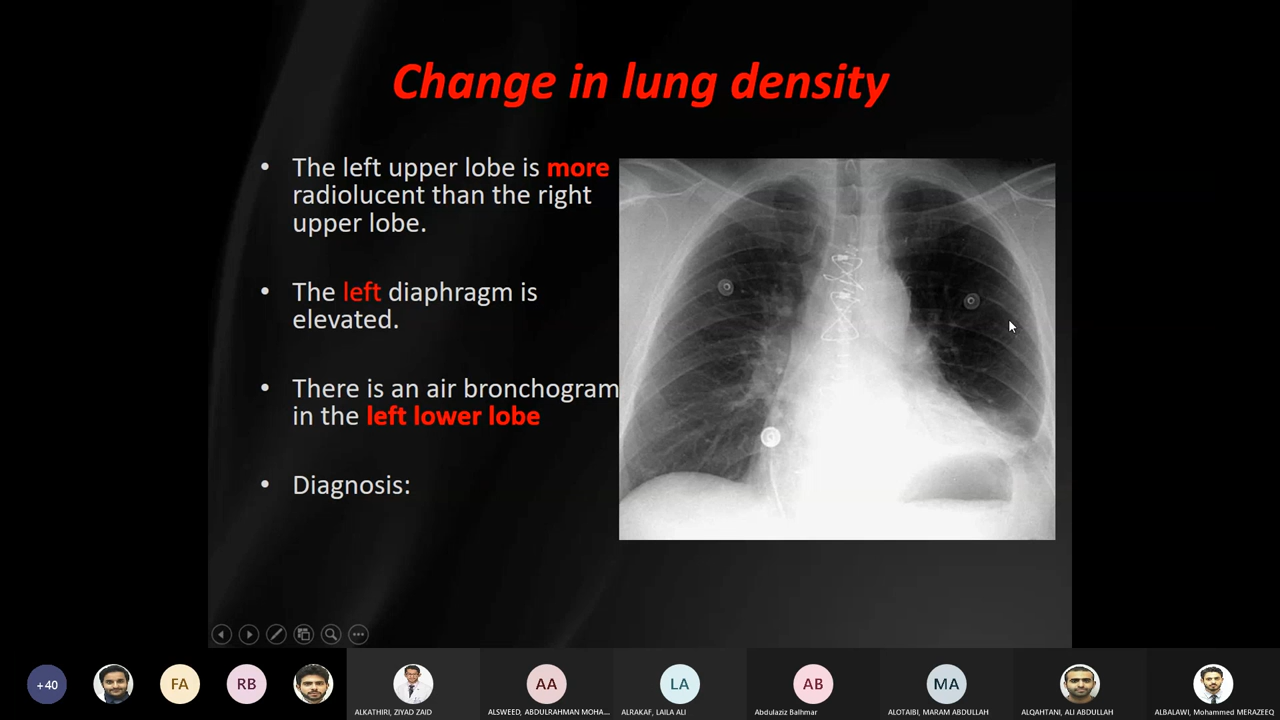 Change in lung density
• The left upper lobe is more
radiolucent than the right
upper lobe.
• The left diaphragm is
elevated.
• There is an air bronchogram
in the left lower lobe
• Diagnosis:
+40
FA
RB
AA
LA
AB
MA
ALKATHIRI, ZIYAD ZAID
ALSWEED, ABDULRAHMAN MOHA...
ALRAKAF, LAILA ALI
Abdulaziz Balhmar
ALOTAIBI, MARAM ABDULLAH
ALQAHTANI, ALI ABDULLAH
ALBALAWI, Mohammed MERAZEEQ